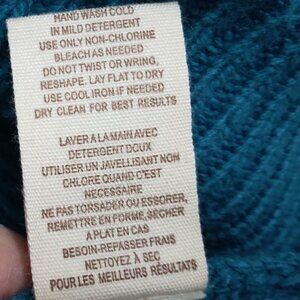 HAND WASH COLD
IN MILD DETERGENT
USE ONLY NON-CHLORINE
BLEACH AS NEEDED
DO NOT TWIST OR WRING,
RESHAPE. LAY FLAT TO DRY
USE COOL IRON IF NEEDED
DRY CLEAN FOR BEST RESULTS
LAVER A LA MAIN AVEC
DETERGENT DOUX
UTILISER UN JAVELLISANT NON
CHLORE QUAND C'EST
NECESSAIRE
NE PAS TORSADER OU ESSORER,
REMETTRE EN FORME, SECHER
A PLAT EN CAS
BESOIN-REPASSER FRAIS
NETTOYEZ À SEC
POUR LES MEILLEURS RÉSULTATS